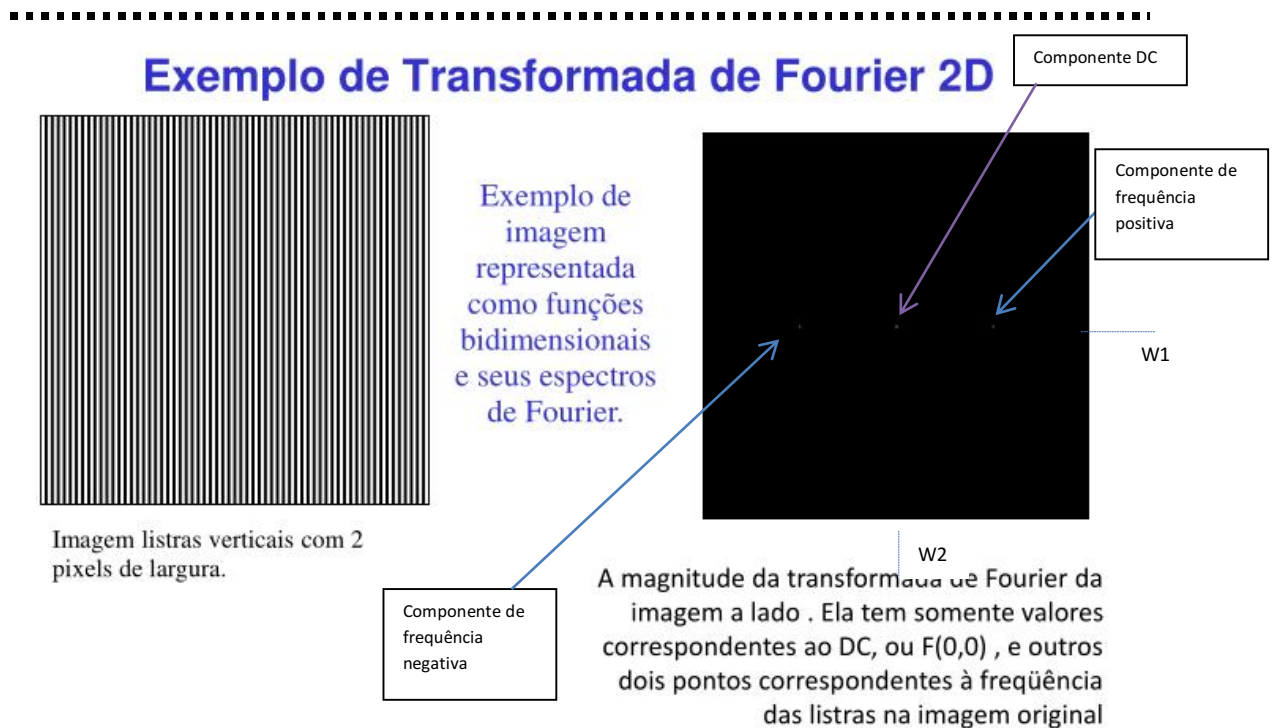 Exemplo de Transformada de Fourier 2D
Componente DC
Exemplo de
imagem
representada
como funções
bidimensionais
e seus espectros
de Fourier.
Componente de
frequência
positiva
W1
Imagem listras verticais com 2
pixels de largura.
W2
Componente de
frequência
negativa
A magnitude da transformada de Fourier da
imagem a lado . Ela tem somente valores
correspondentes ao DC, ou F(0,0) , e outros
dois pontos correspondentes à freqüência
das listras na imagem original